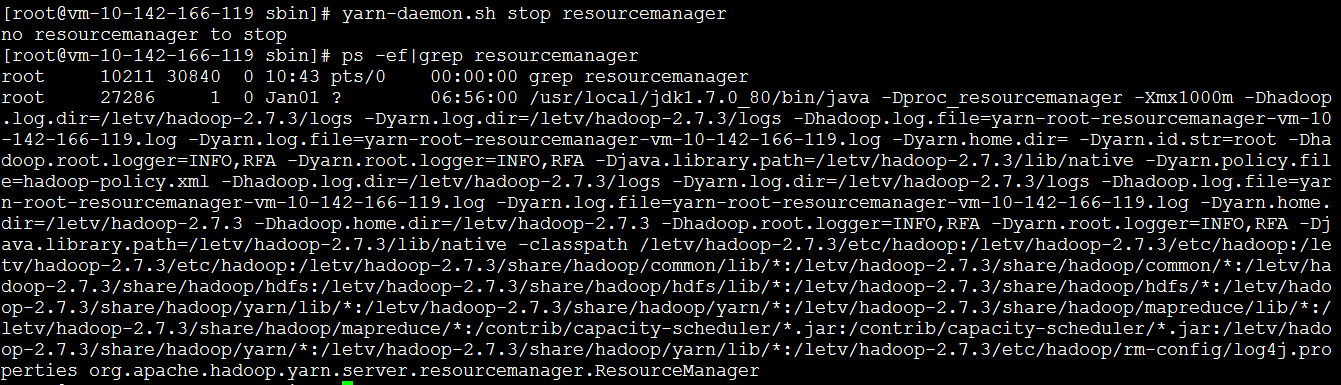 [root@vm-10-142-166-119 sbin]# yarn-daemon.sh stop resourcemanager
no resourcemanager to stop
[root@vm-10-142-166-119 sbin]# ps -ef|grep resourcemanager
root     10211 30840  0 10:43 pts/0    00:00:00 grep resourcemanager
root     27286     1  0 Jan01 ?        06:56:00 /usr/local/jdk1.7.0_80/bin/java -Dproc_resourcemanager -Xmx1000m -Dhadoop
.log.dir=/letv/hadoop-2.7.3/logs -Dyarn.log.dir=/letv/hadoop-2.7.3/logs -Dhadoop.log.file=yarn-root-resourcemanager-vm-10
-142-166-119.log -Dyarn.log.file=yarn-root-resourcemanager-vm-10-142-166-119.log -Dyarn.home.dir= -Dyarn.id.str=root -Dha
doop.root.logger=INFO,RFA -Dyarn.root.logger=INFO,RFA -Djava.library.path=/letv/hadoop-2.7.3/lib/native -Dyarn.policy.fil
e=hadoop-policy.xml -Dhadoop.log.dir=/letv/hadoop-2.7.3/logs -Dyarn.log.dir=/letv/hadoop-2.7.3/logs -Dhadoop.log.file=yar
n-root-resourcemanager-vm-10-142-166-119.log -Dyarn.log.file=yarn-root-resourcemanager-vm-10-142-166-119.log -Dyarn.home.
dir=/letv/hadoop-2.7.3 -Dhadoop.home.dir=/letv/hadoop-2.7.3 -Dhadoop.root.logger=INFO,RFA -Dyarn.root.logger=INFO,RFA -Dj
ava.library.path=/letv/hadoop-2.7.3/lib/native -classpath /letv/hadoop-2.7.3/etc/hadoop:/letv/hadoop-2.7.3/etc/hadoop:/le
tv/hadoop-2.7.3/etc/hadoop:/letv/hadoop-2.7.3/share/hadoop/common/lib/*:/letv/hadoop-2.7.3/share/hadoop/common/*:/letv/ha
doop-2.7.3/share/hadoop/hdfs:/letv/hadoop-2.7.3/share/hadoop/hdfs/lib/*:/letv/hadoop-2.7.3/share/hadoop/hdfs/*:/letv/hado
op-2.7.3/share/hadoop/yarn/lib/*:/letv/hadoop-2.7.3/share/hadoop/yarn/*:/letv/hadoop-2.7.3/share/hadoop/mapreduce/lib/*:/
letv/hadoop-2.7.3/share/hadoop/mapreduce/*:/contrib/capacity-scheduler/*.jar:/contrib/capacity-scheduler/*.jar:/letv/hado
op-2.7.3/share/hadoop/yarn/*:/letv/hadoop-2.7.3/share/hadoop/yarn/lib/*:/letv/hadoop-2.7.3/etc/hadoop/rm-config/log4j.pro
perties org.apache.hadoop.yarn.server.resourcemanager.ResourceManager